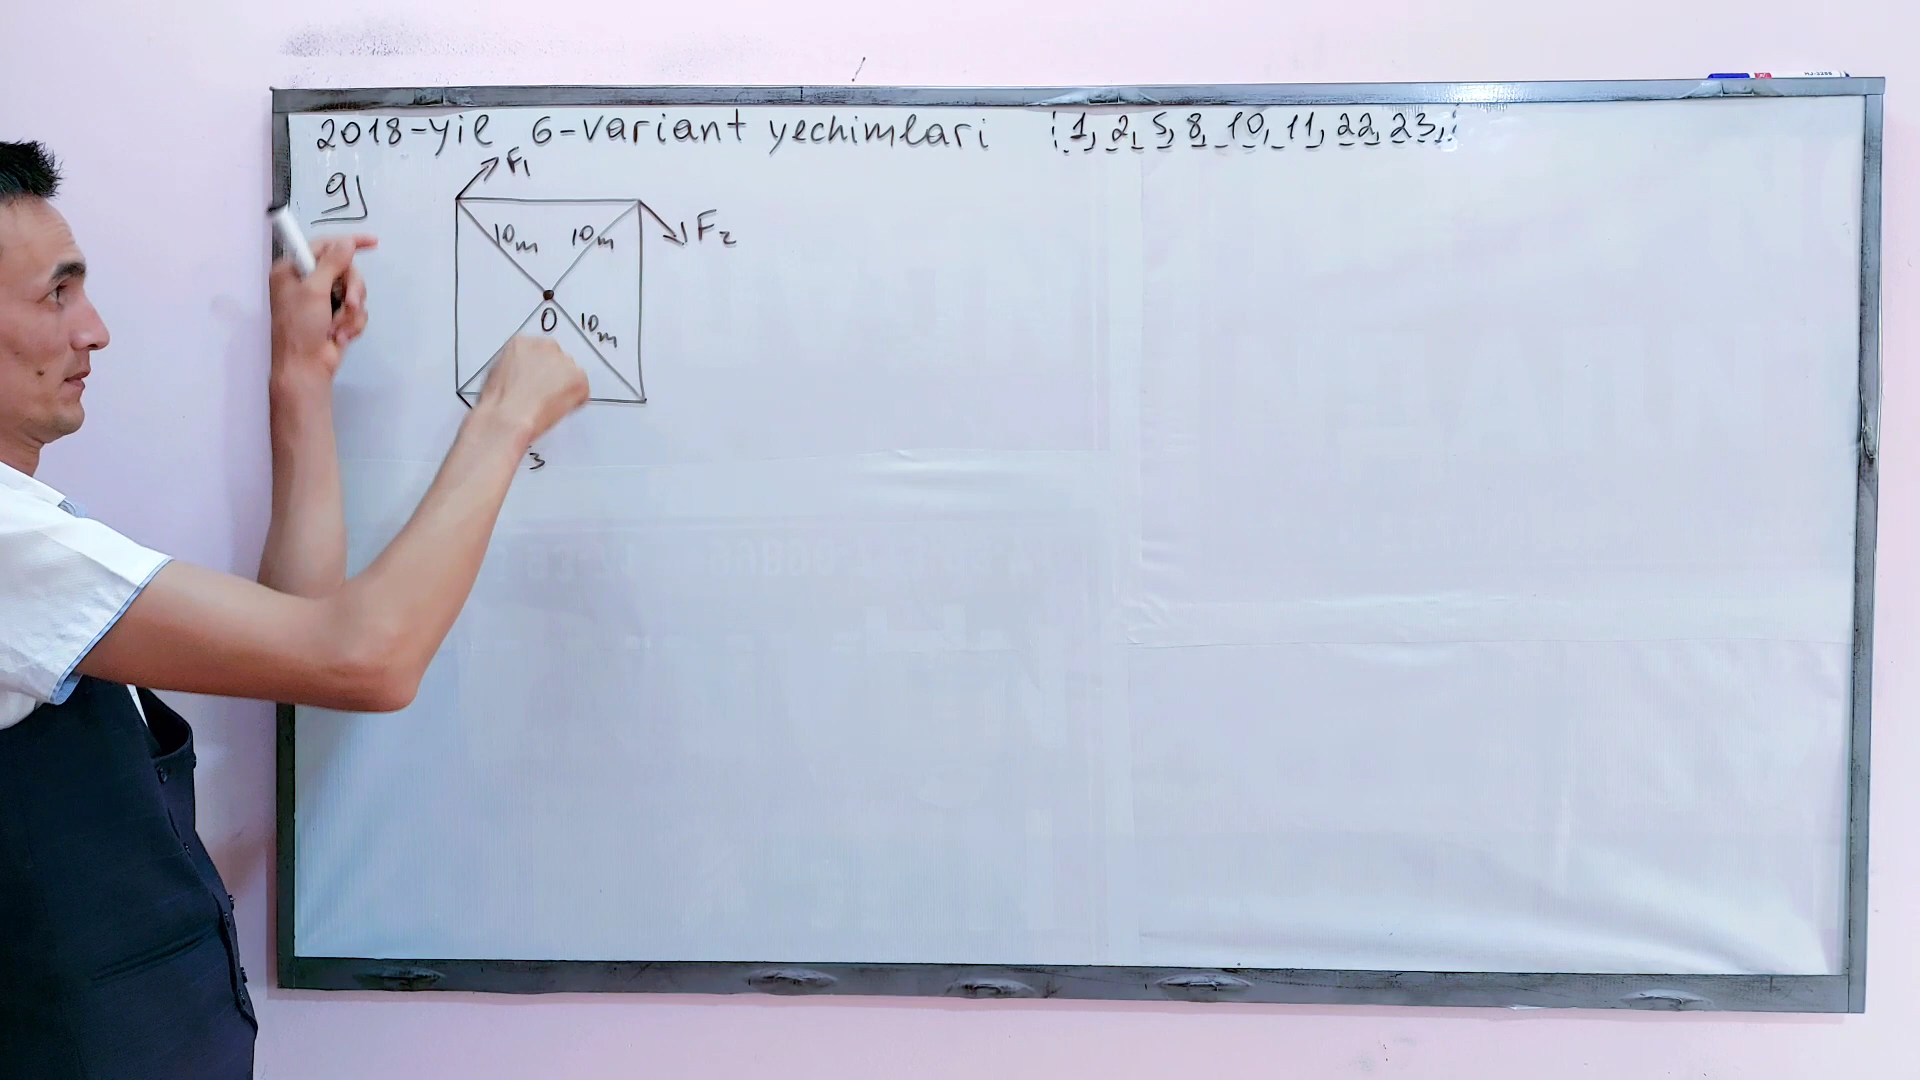 2018-yil 6-variant yechimlari 1, 2, 5, 8, 10, 11, 22, 23,
F1
9)
10m 10m
F2
O
10m
3